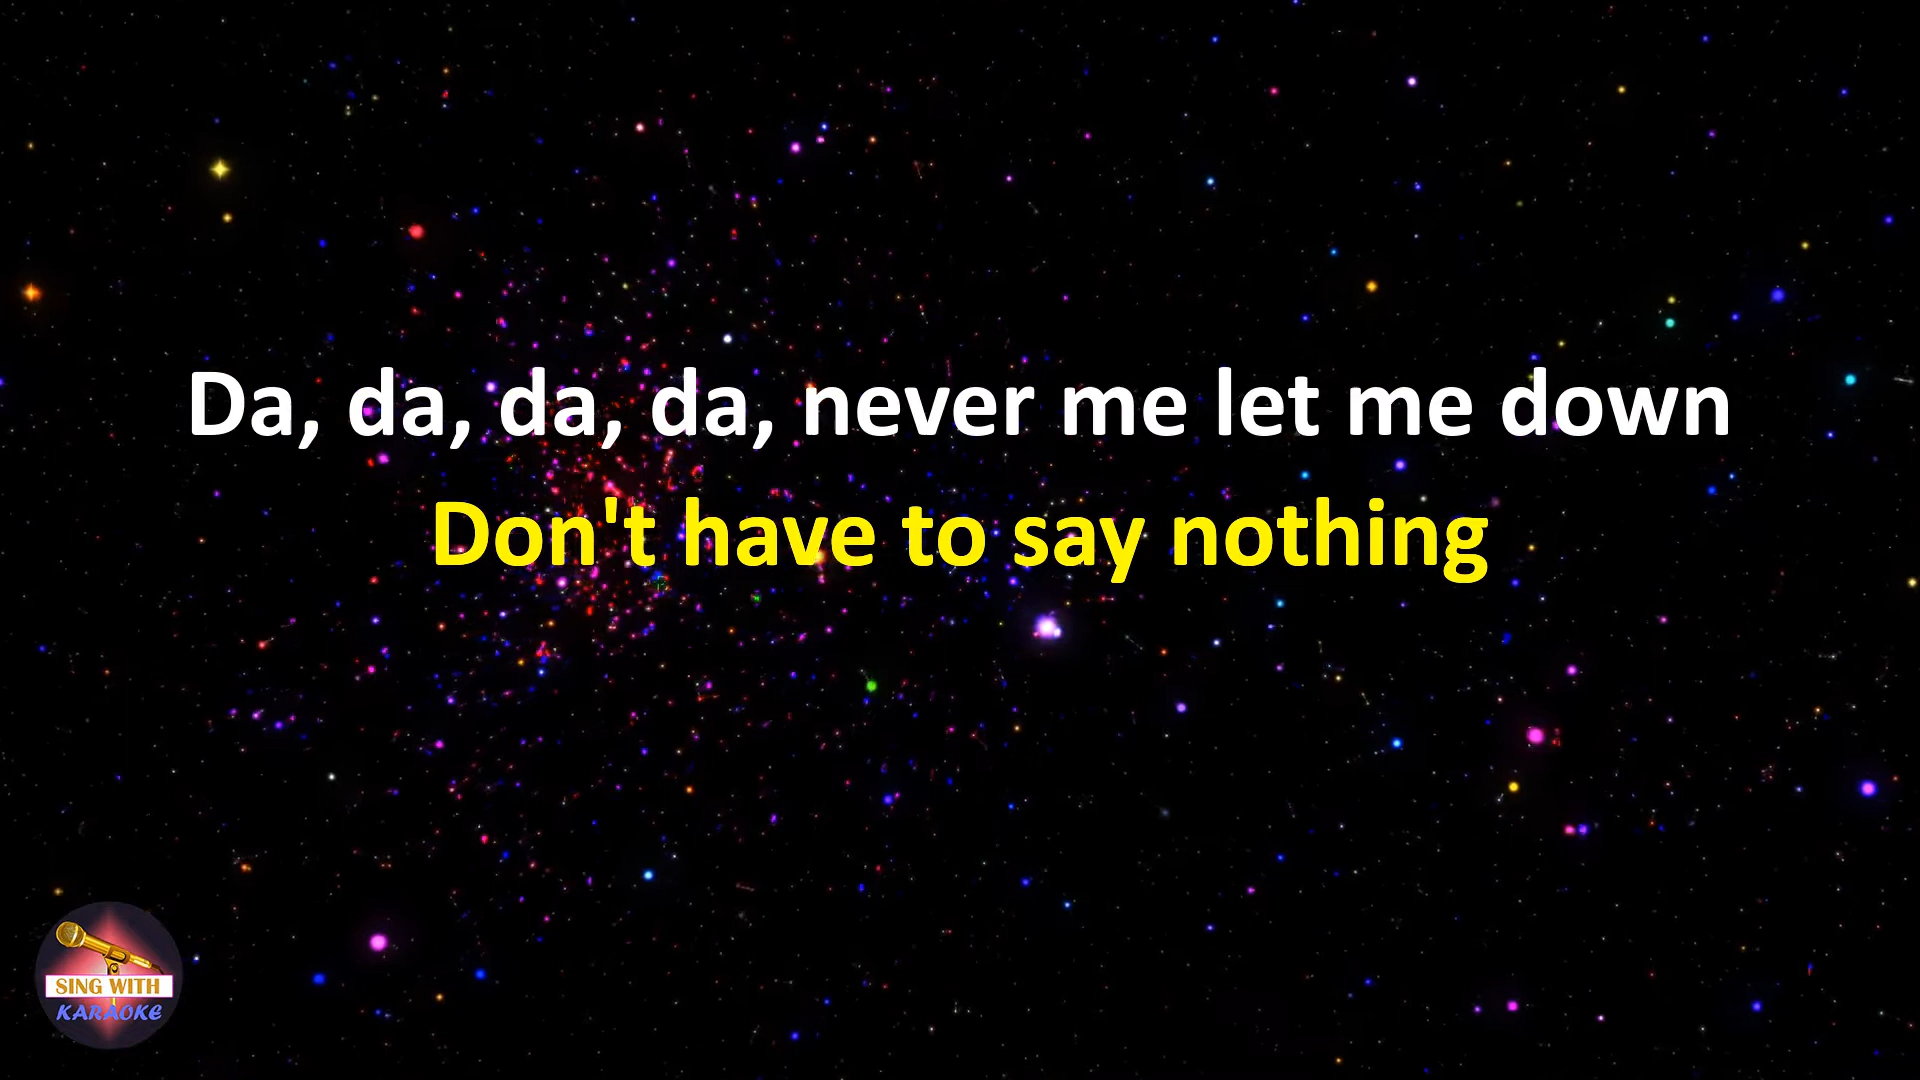 Da, da, da, da, never me let me down
Don't have to say nothing
SING WITH
KARAOKE